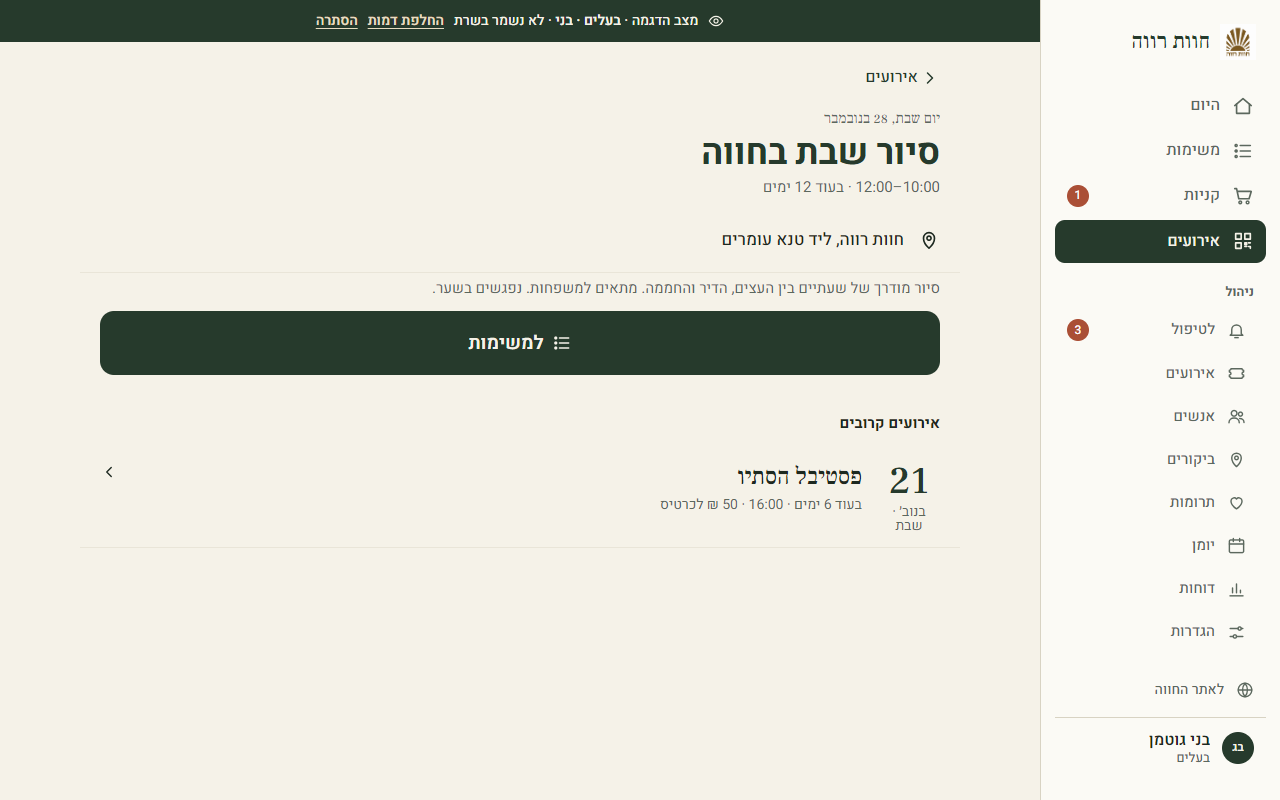 מצב הדגמה · בעלים · בני · לא נשמר בשרת החלפת דמות הסתרה
חוות רווה
היום
משימות
קניות 1
אירועים
ניהול
לטיפול 3
אירועים
אנשים
ביקורים
תרומות
יומן
דוחות
הגדרות
לאתר החווה
בג בני גוטמן
בעלים
אירועים
יום שבת, 28 בנובמבר
סיור שבת בחווה
10:00–12:00 · בעוד 12 ימים
חוות רווה, ליד טנא עומרים
סיור מודרך של שעתיים בין העצים, הדיר והחממה. מתאים למשפחות. נפגשים בשער.
למשימות
אירועים קרובים
21
בנוב׳ ·
שבת
פסטיבל הסתיו
בעוד 6 ימים · 16:00 · 50 ₪ לכרטיס